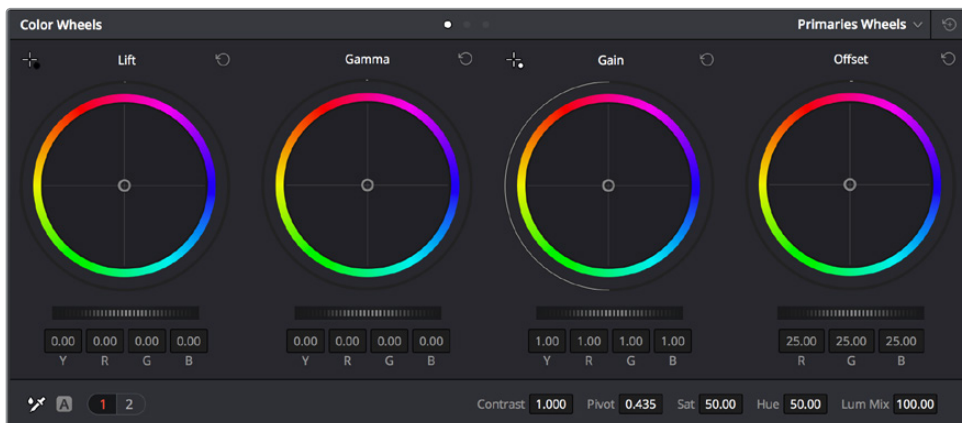 Color Wheels Primaries Wheels
Lift Gamma Gain Offset
0.00 0.00 0.00 0.00 0.00 0.00 0.00 0.00 1.00 1.00 1.00 1.00 25.00 25.00 25.00
Y R G B Y R G B Y R G B R G B
A 1 2 Contrast 1.000 Pivot 0.435 Sat 50.00 Hue 50.00 Lum Mix 100.00